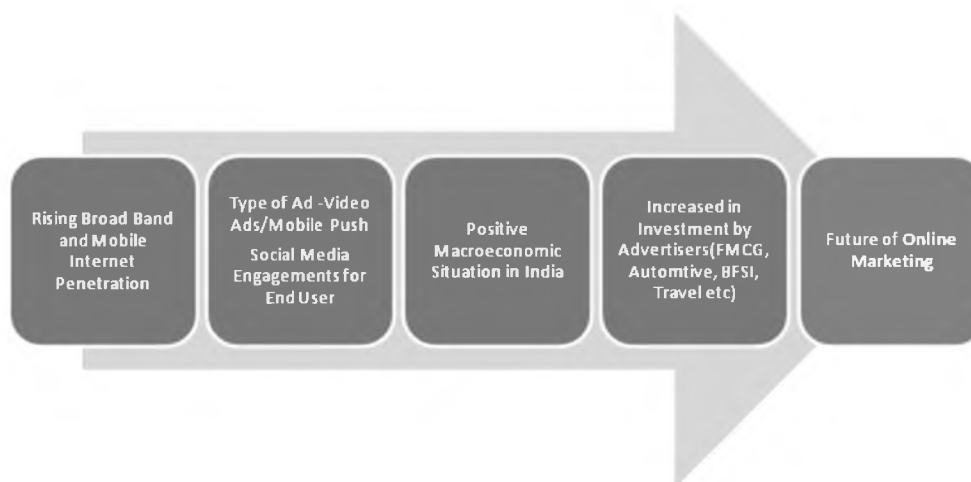 Rising Broad Band
and Mobile
Internet
Penetration
Type of Ad -Video
Ads/Mobile Push
Social Media
Engagements for
End User
Positive
Macroeconomic
Situation in India
Increased in
Investment by
Advertisers(FMCG,
Automtive, BFSI,
Travel etc)
Future of Online
Marketing